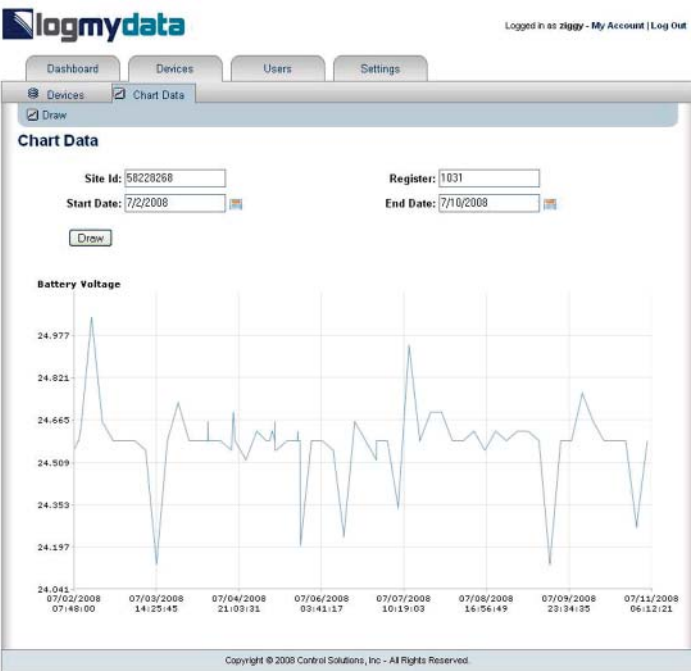 logmydata
Logged in as ziggy - My Account | Log Out
Dashboard Devices Users Settings
Devices Chart Data
Draw
Chart Data
Site Id: 58228268 Register: 1031
Start Date: 7/2/2008 End Date: 7/10/2008
Draw
Battery Voltage
24.977
24.821
24.665
24.509
24.353
24.197
24.041
07/02/2008 07/03/2008 07/04/2008 07/06/2008 07/07/2008 07/08/2008 07/09/2008 07/11/2008
07:48:00 14:25:45 21:03:31 03:41:17 10:19:03 16:56:49 23:34:35 06:12:21
Copyright © 2008 Control Solutions, Inc - All Rights Reserved.